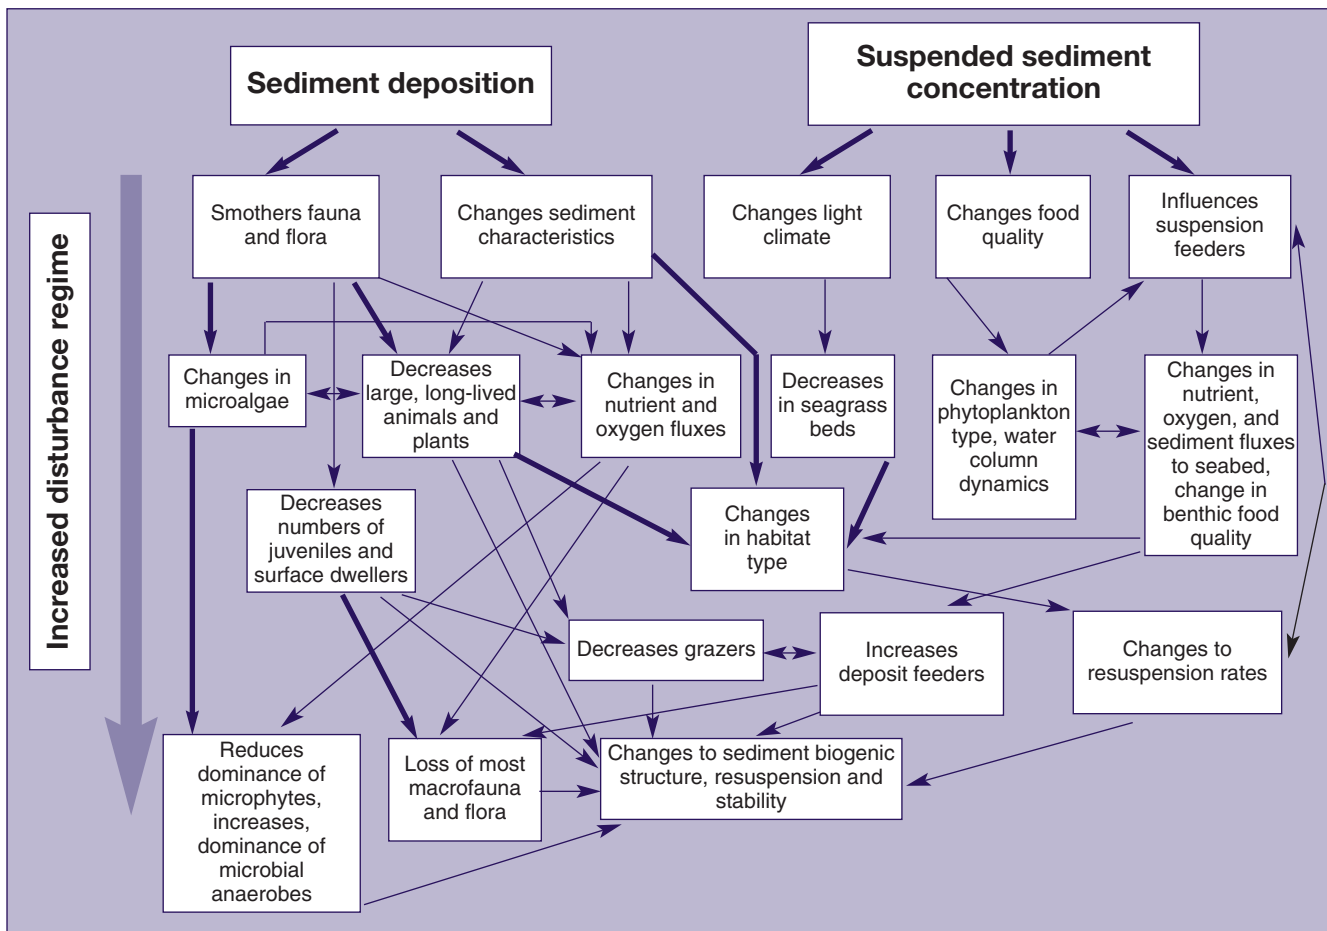 Sediment deposition
Suspended sediment
concentration
Increased disturbance regime
Smothers fauna
and flora
Changes sediment
characteristics
Changes light
climate
Changes food
quality
Influences
suspension
feeders
Changes in
microalgae
Decreases
large, long-lived
animals and
plants
Changes in
nutrient and
oxygen fluxes
Decreases
in seagrass
beds
Changes in
phytoplankton
type, water
column
dynamics
Changes in
nutrient,
oxygen, and
sediment fluxes
to seabed,
change in
benthic food
quality
Decreases
numbers of
juveniles and
surface dwellers
Changes
in habitat
type
Decreases grazers
Increases
deposit feeders
Changes to
resuspension rates
Reduces
dominance of
microphytes,
increases,
dominance of
microbial
anaerobes
Loss of most
macrofauna
and flora
Changes to sediment biogenic
structure, resuspension and
stability